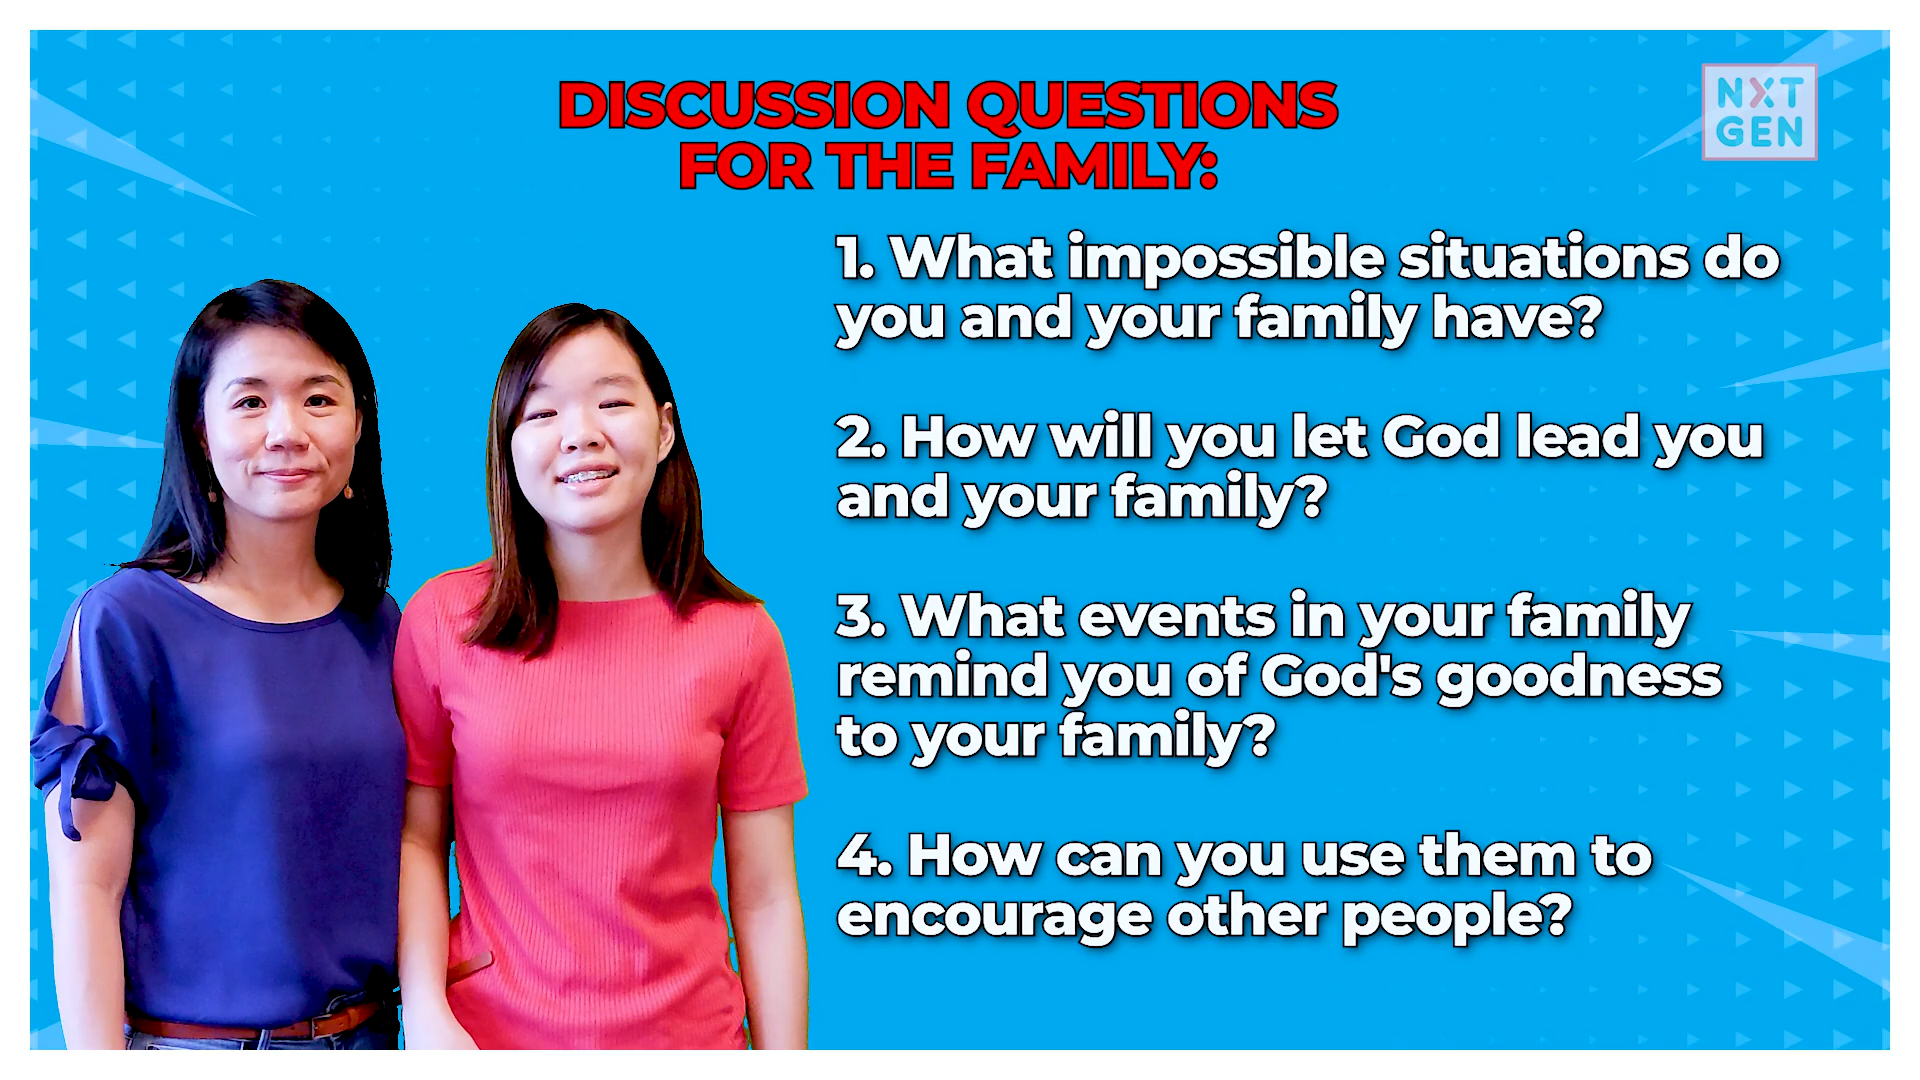 DISCUSSION QUESTIONS
FOR THE FAMILY:
NXT
GEN
1. What impossible situations do
you and your family have?
2. How will you let God lead you
and your family?
3. What events in your family
remind you of God's goodness
to your family?
4. How can you use them to
encourage other people?